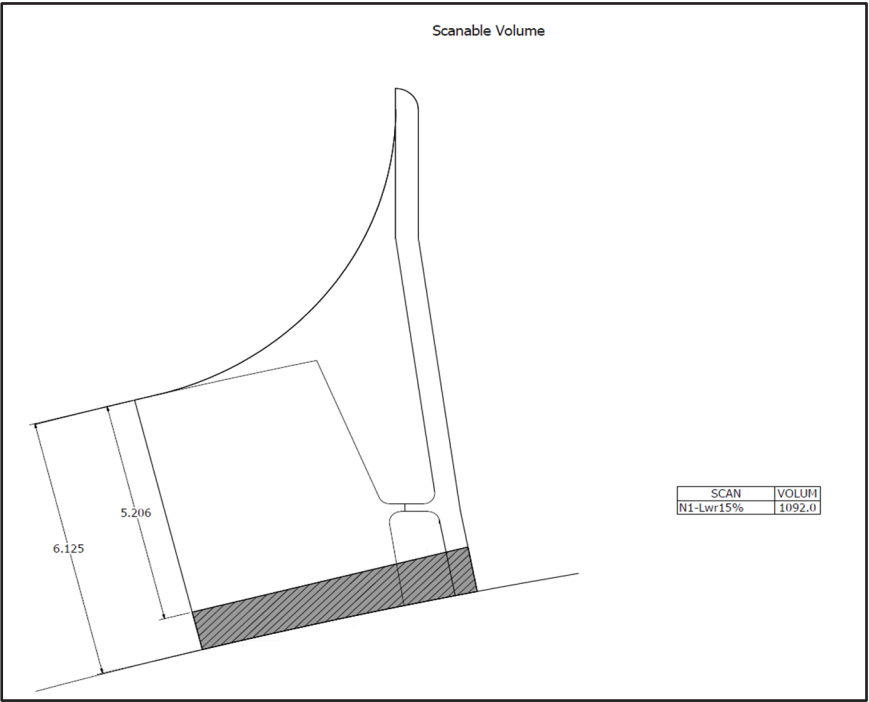 Scanable Volume
5.206
6.125
SCAN VOLUM
N1-Lwr15% 1092.0